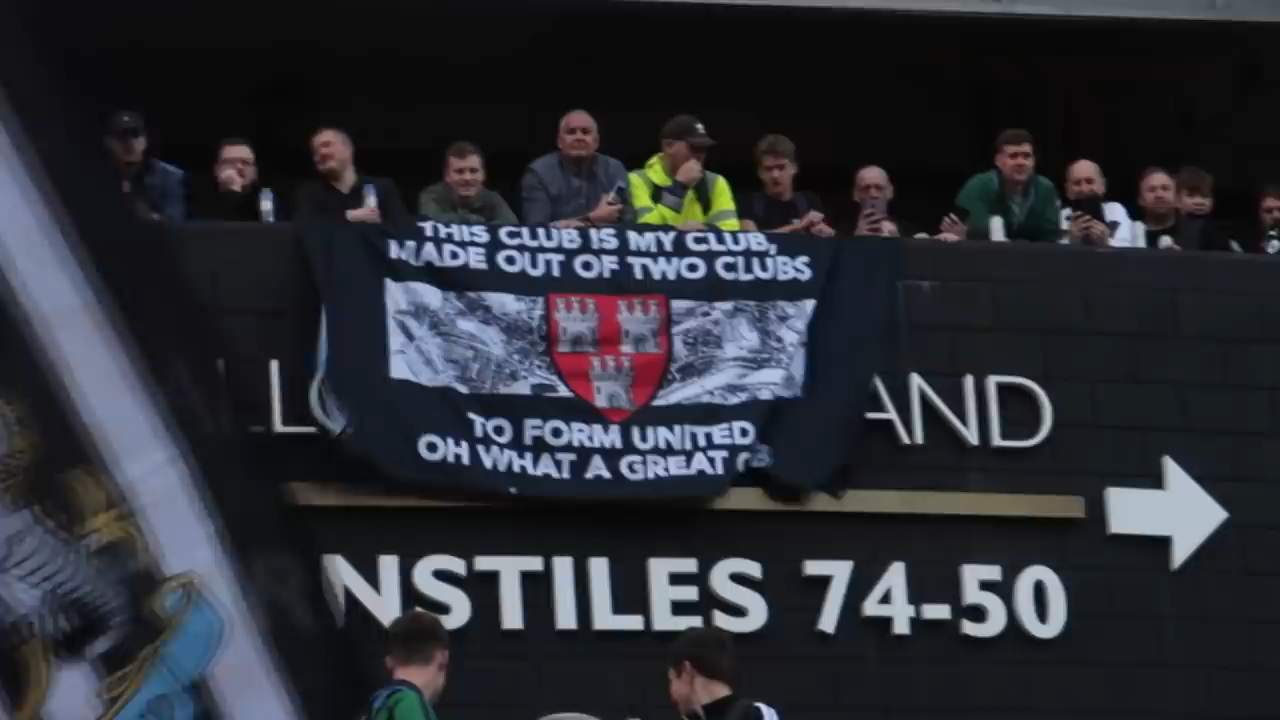 THIS CLUB IS MY CLUB,
MADE OUT OF TWO CLUBS
TO FORM UNITED
OH WHAT A GREAT
L AND
NSTILES 74-50